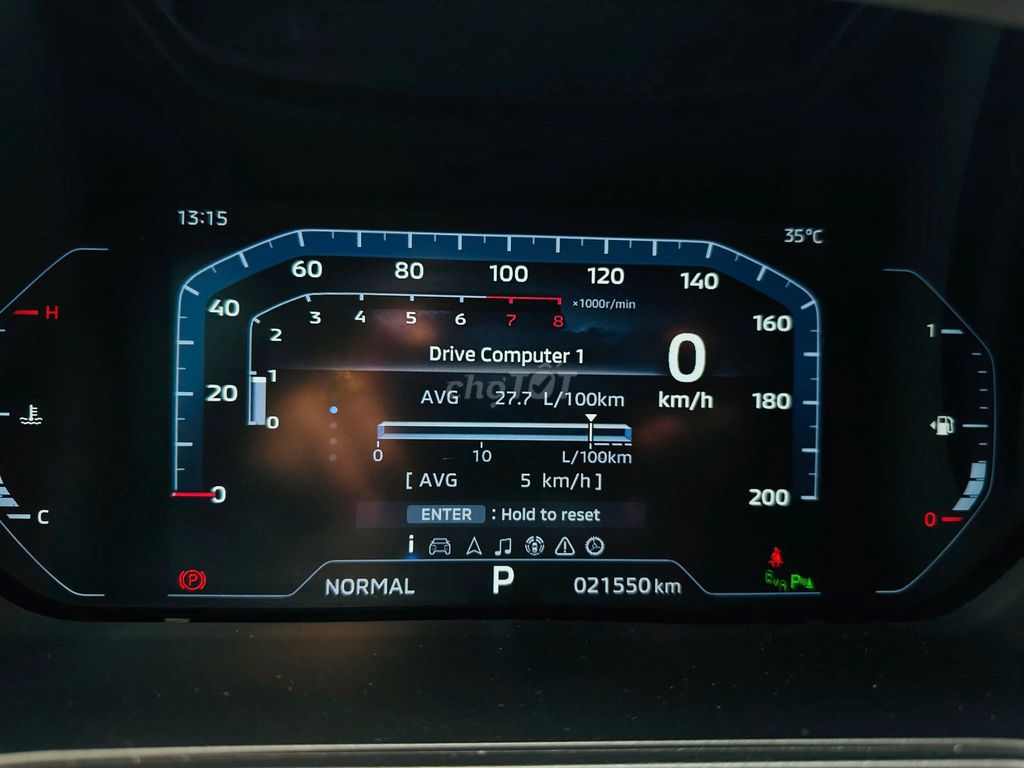 13:15
35°C
60 80 100 120 140
40
160
×1000r/min
3 4 5 6 7 8
2
H
1
0
km/h
Drive Computer 1
chợTỐT
1
20
180
AVG 27.7 L/100km
0
0 10 L/100km
[ AVG 5 km/h ]
0
200
C
0
ENTER : Hold to reset
i
P
NORMAL
P
021550 km
P